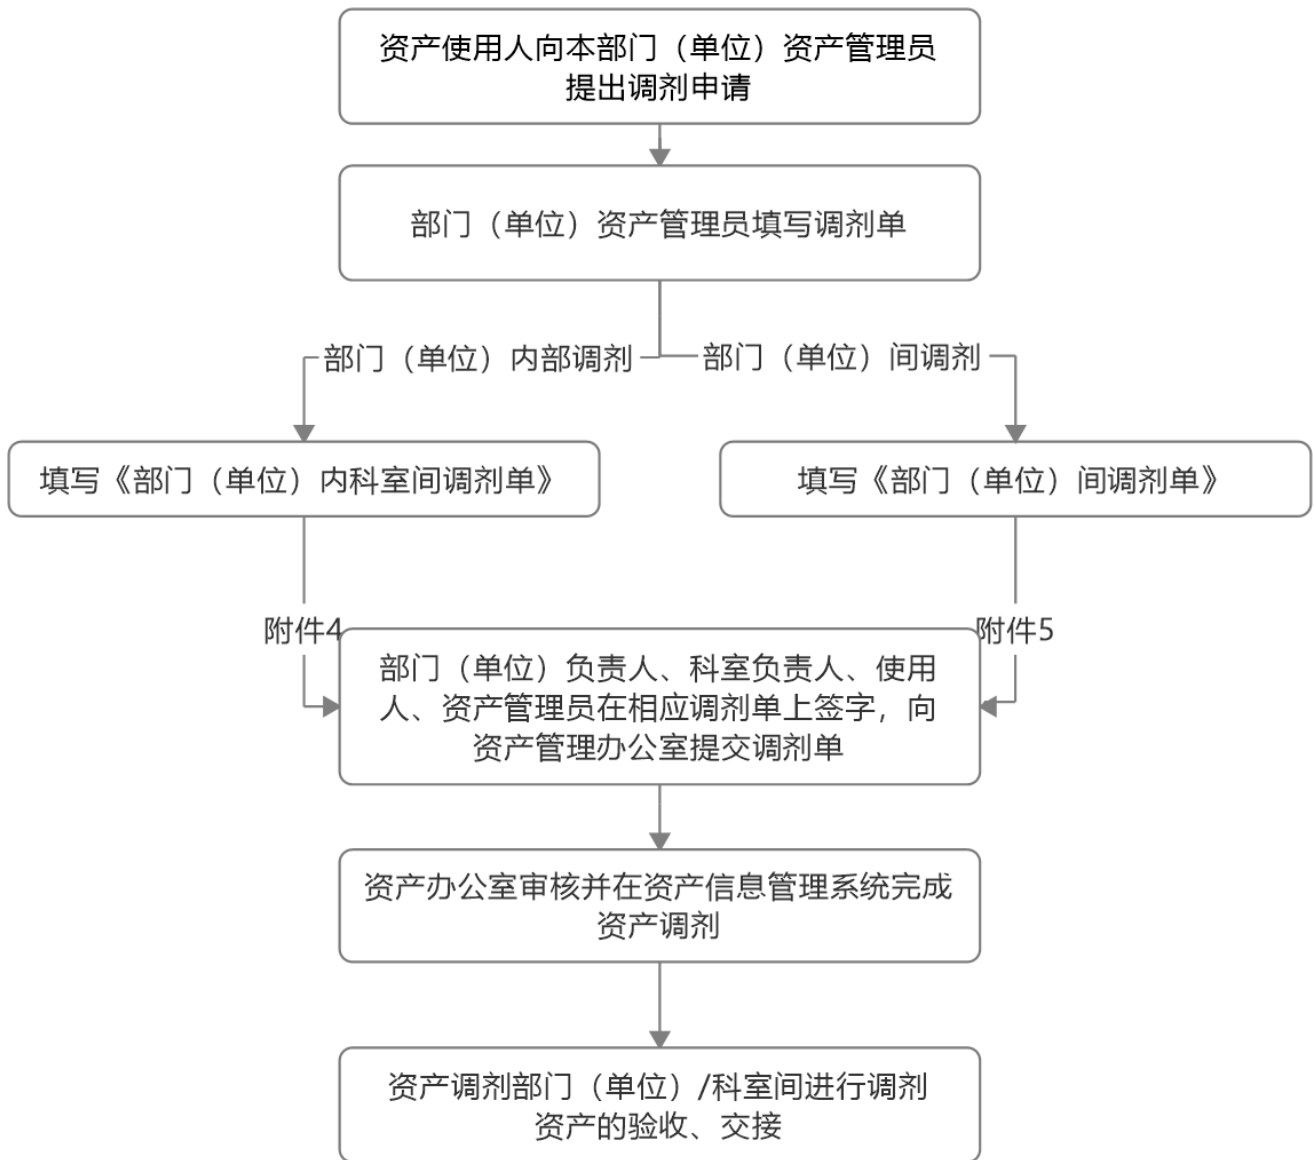 资产使用人向本部门（单位）资产管理员
提出调剂申请
部门（单位）资产管理员填写调剂单
部门（单位）内部调剂
部门（单位）间调剂
填写《部门（单位）内科室间调剂单》
填写《部门（单位）间调剂单》
附件4
附件5
部门（单位）负责人、科室负责人、使用
人、资产管理员在相应调剂单上签字，向
资产管理办公室提交调剂单
资产办公室审核并在资产信息管理系统完成
资产调剂
资产调剂部门（单位）/科室间进行调剂
资产的验收、交接